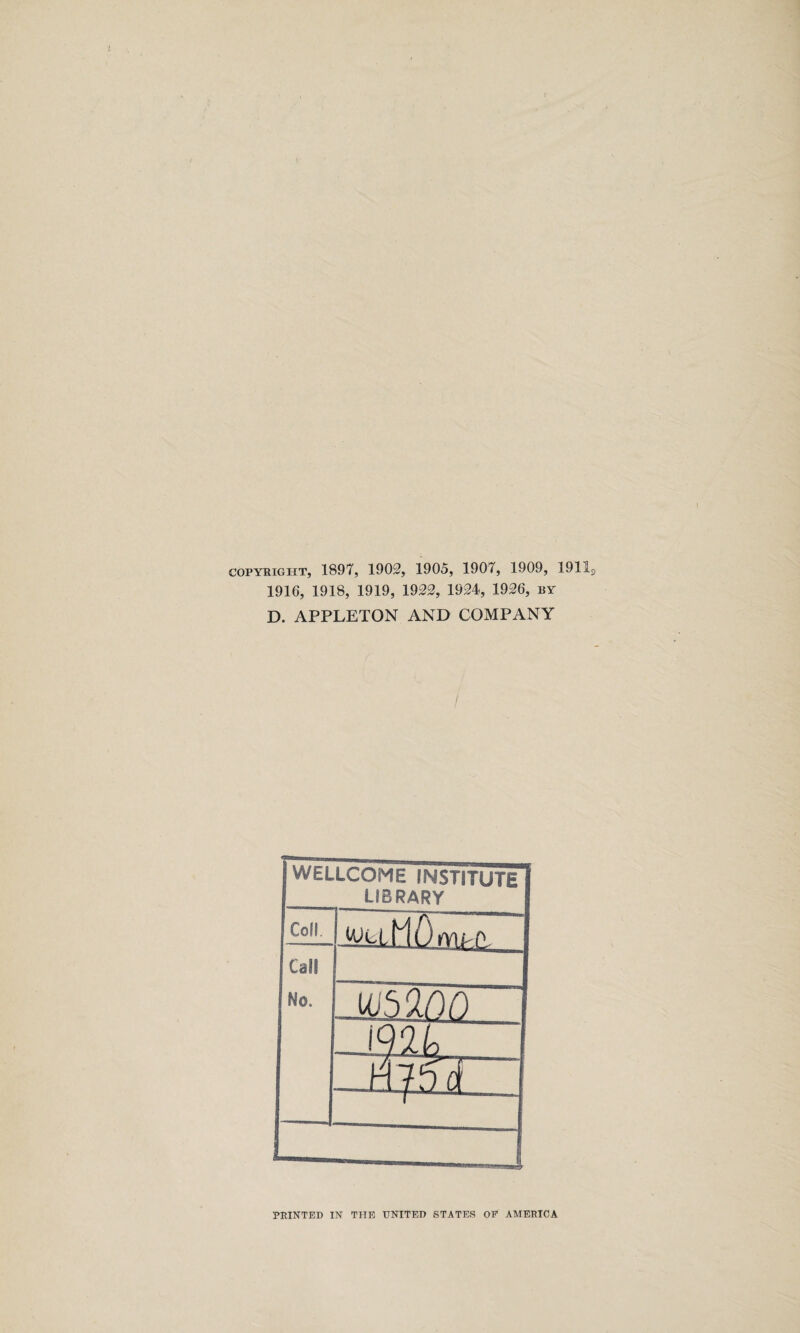 COPYRIGHT, 1897, 1902, 1905, 1907, 1909, 1911,
1916, 1918, 1919, 1922, 1924, 1926, BY
D. APPLETON AND COMPANY
WELLCOME INSTITUTE
LIBRARY
Coll. welMOmec
Call
No. WS200
1926
H75d
PRINTED IN THE UNITED STATES OF AMERICA